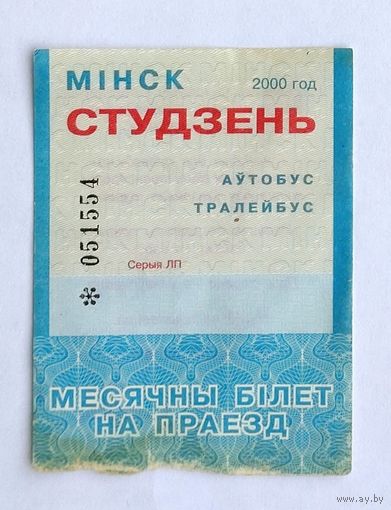 МІНСК 2000 год
СТУДЗЕНЬ
АЎТОБУС
ТРАЛЕЙБУС
051554
Серыя ЛП
МЕСЯЧНЫ БІЛЕТ
НА ПРАЕЗД
www.ay.by